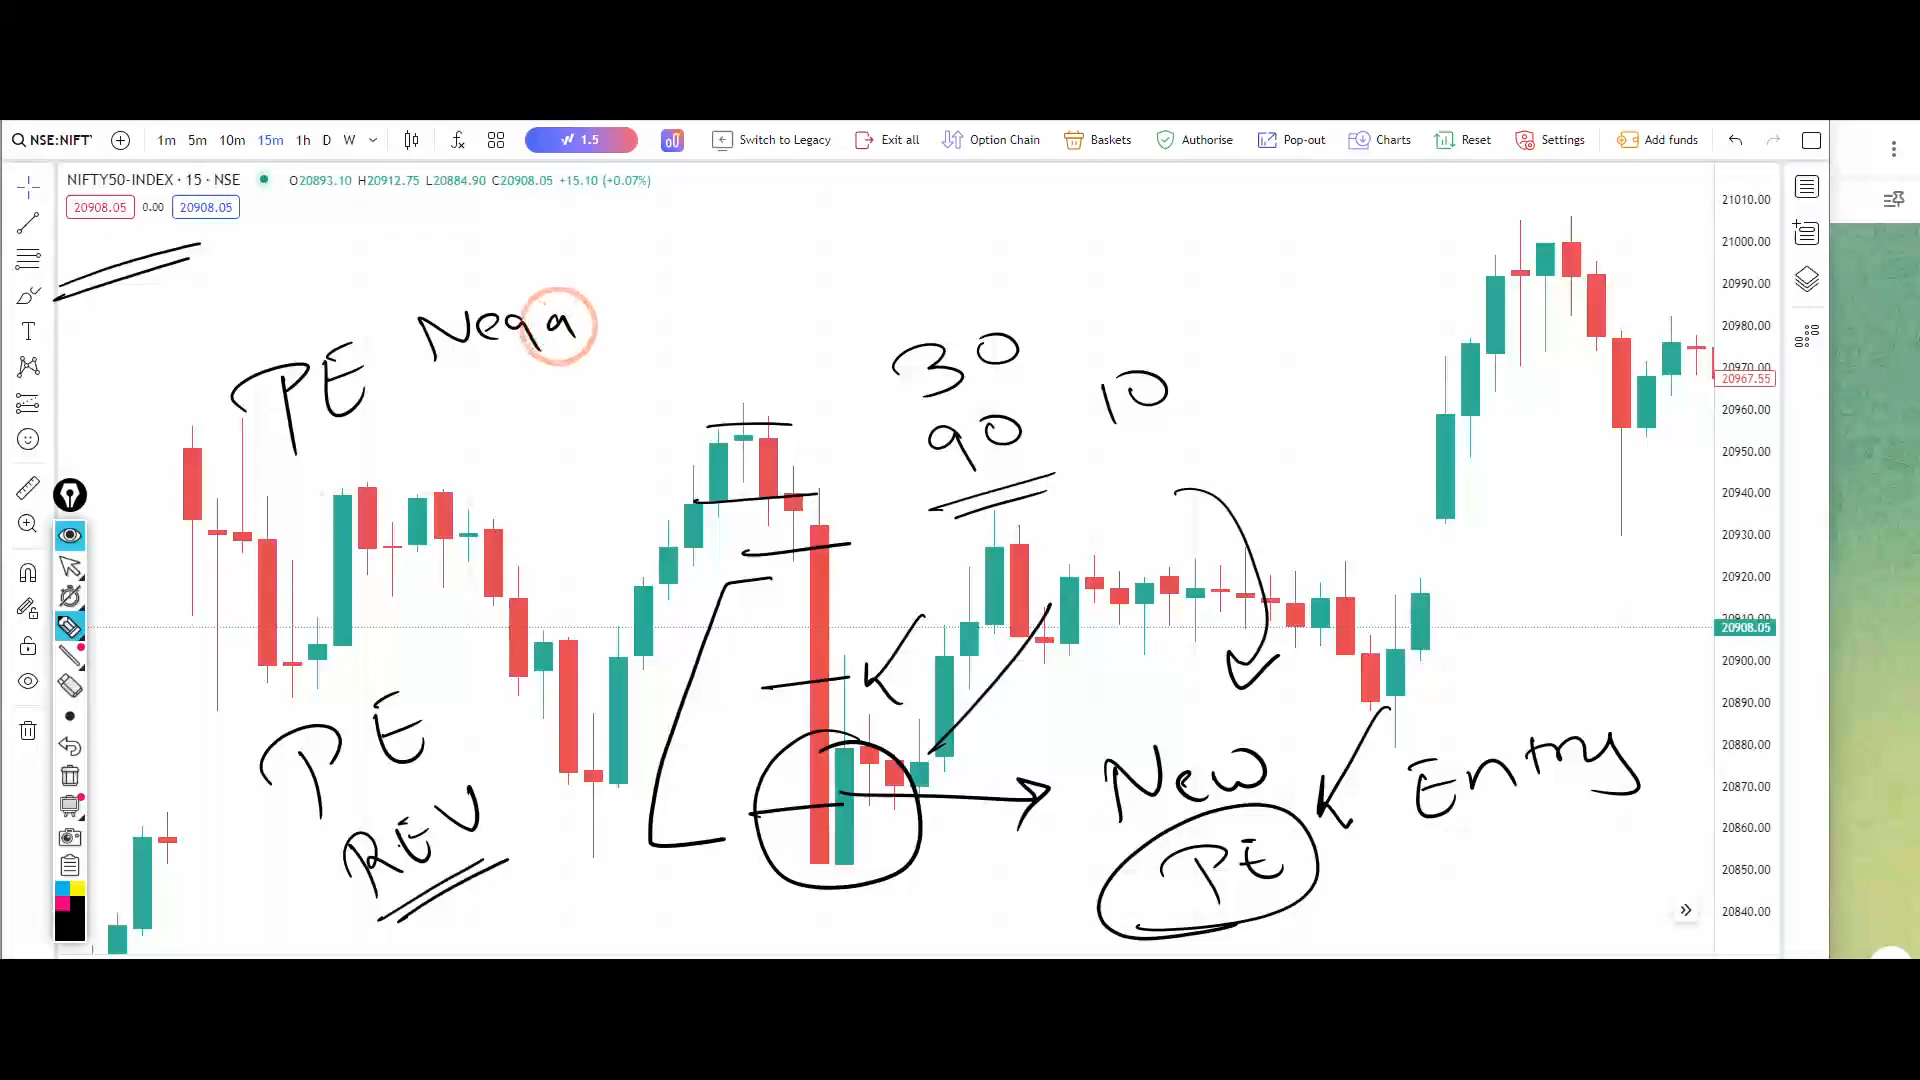 NSE:NIFT
1m 5m 10m 15m 1h D W
1.5
Switch to Legacy
Exit all
Option Chain
Baskets
Authorise
Pop-out
Charts
Reset
Settings
Add funds
NIFTY50-INDEX · 15 · NSE
O20893.10 H20912.75 L20884.90 C20908.05 +15.10 (+0.07%)
20908.05 0.00 20908.05
21010.00
21000.00
20990.00
20980.00
20967.55
20960.00
20950.00
20940.00
20930.00
20920.00
20908.05
20900.00
20890.00
20880.00
20870.00
20860.00
20850.00
20840.00
PE Nega
30
90 10
PE
REV
New
PE
Entry